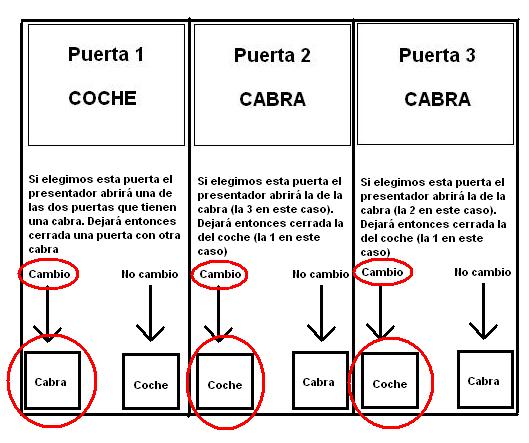 Puerta 1
COCHE
Si elegimos esta puerta el
presentador abrirá una de
las dos puertas que tienen
una cabra. Dejará entonces
cerrada una puerta con otra
cabra
Cambio
No cambio
Cabra
Coche
Puerta 2
CABRA
Si elegimos esta puerta el
presentador abrirá la de la
cabra (la 3 en este caso).
Dejará entonces cerrada la
del coche (la 1 en este
caso)
Cambio
No cambio
Coche
Cabra
Puerta 3
CABRA
Si elegimos esta puerta el
presentador abrirá la de la
cabra (la 2 en este caso).
Dejará entonces cerrada la
del coche (la 1 en este
caso)
Cambio
No cambio
Coche
Cabra